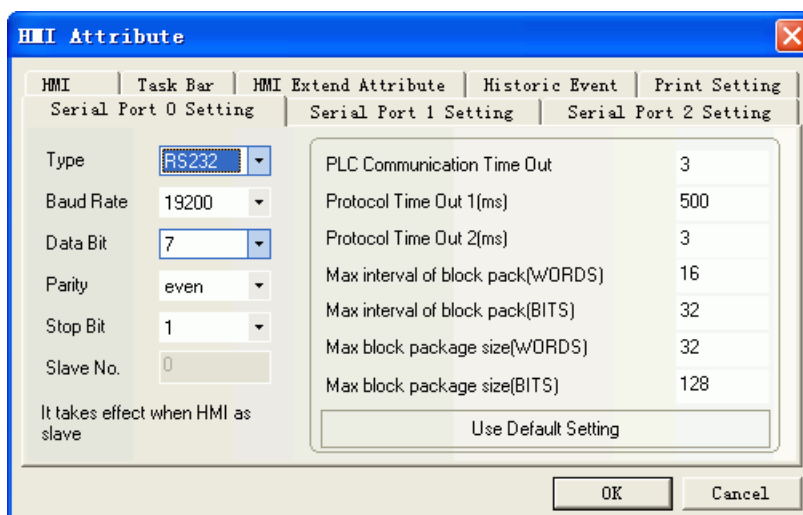 HMI Attribute
HMI Task Bar HMI Extend Attribute Historic Event Print Setting
Serial Port 0 Setting Serial Port 1 Setting Serial Port 2 Setting
Type RS232
Baud Rate 19200
Data Bit 7
Parity even
Stop Bit 1
Slave No. 0
It takes effect when HMI as
slave
PLC Communication Time Out 3
Protocol Time Out 1(ms) 500
Protocol Time Out 2(ms) 3
Max interval of block pack(WORDS) 16
Max interval of block pack(BITS) 32
Max block package size(WORDS) 32
Max block package size(BITS) 128
Use Default Setting
OK Cancel